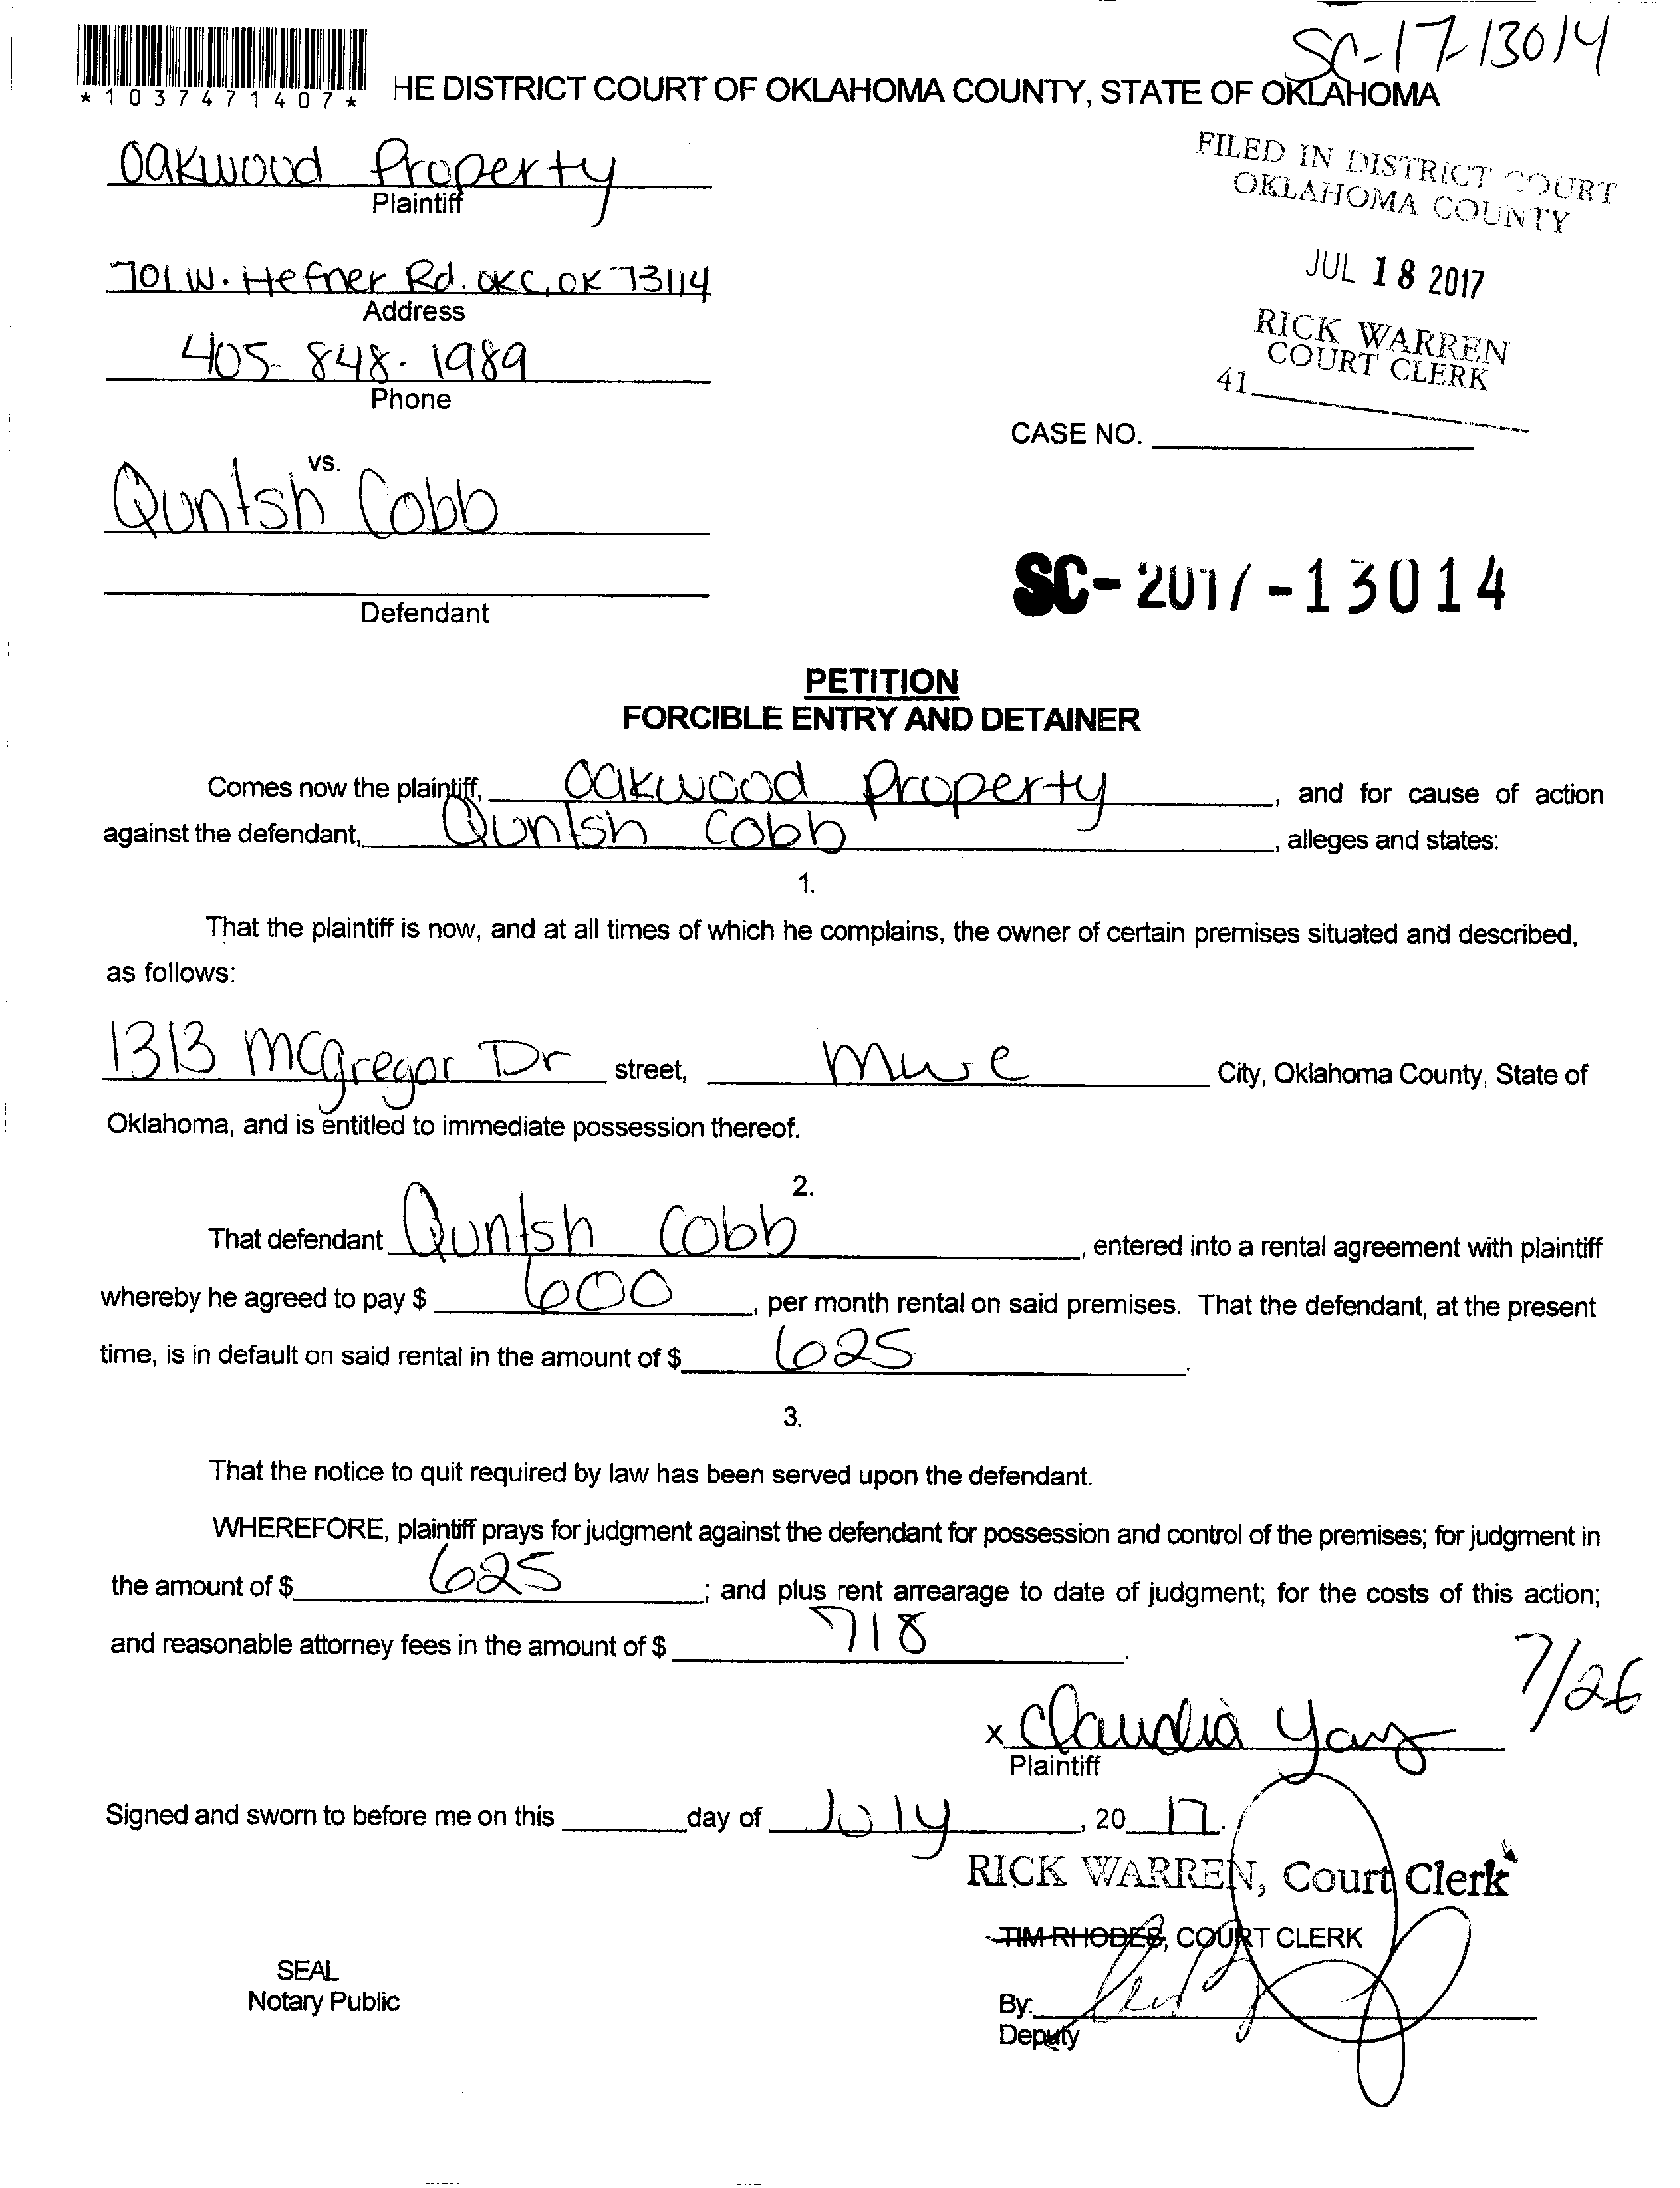 SC-17-13014
*1037471407*
HE DISTRICT COURT OF OKLAHOMA COUNTY, STATE OF OKLAHOMA
Oakwood Property
Plaintiff
FILED IN DISTRICT COURT
OKLAHOMA COUNTY
JUL 18 2017
RICK WARREN
COURT CLERK
41
701 W. Hefner Rd. OKC, OK 73114
Address
405-848-1989
Phone
CASE NO.
vs.
Quntsh Cobb
Defendant
SC-2017-13014
PETITION
FORCIBLE ENTRY AND DETAINER
Comes now the plaintiff, Oakwood Property, and for cause of action
against the defendant, Quntsh Cobb, alleges and states:
1.
That the plaintiff is now, and at all times of which he complains, the owner of certain premises situated and described,
as follows:
1313 McGregor Dr street, MWC City, Oklahoma County, State of
Oklahoma, and is entitled to immediate possession thereof.
2.
That defendant Quntsh Cobb, entered into a rental agreement with plaintiff
whereby he agreed to pay $ 600, per month rental on said premises. That the defendant, at the present
time, is in default on said rental in the amount of $ 625.
3.
That the notice to quit required by law has been served upon the defendant.
WHEREFORE, plaintiff prays for judgment against the defendant for possession and control of the premises; for judgment in
the amount of $ 625; and plus rent arrearage to date of judgment; for the costs of this action;
and reasonable attorney fees in the amount of $ 718.
7/26
x Claudia Yanz
Plaintiff
Signed and sworn to before me on this day of July, 2017.
RICK WARREN, Court Clerk
TIM RHODES, COURT CLERK
SEAL
Notary Public
By:
Deputy